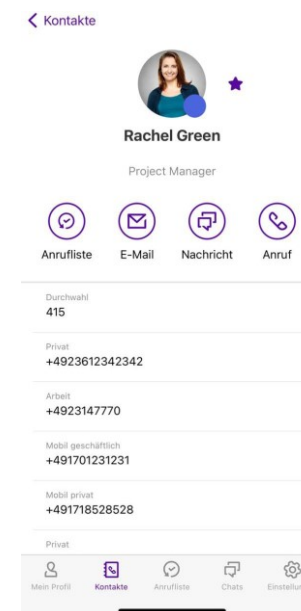 Kontakte
Rachel Green
Project Manager
Anrufliste E-Mail Nachricht Anruf
Durchwahl
415
Privat
+4923612342342
Arbeit
+4923147770
Mobil geschäftlich
+491701231231
Mobil privat
+491718528528
Privat
Mein Profil Kontakte Anrufliste Chats